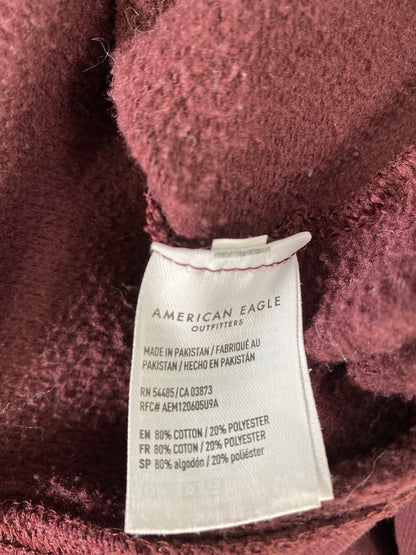 AMERICAN EAGLE
OUTFITTERS
MADE IN PAKISTAN / FABRIQUÉ AU
PAKISTAN / HECHO EN PAKISTÁN
RN 54485/CA 03873
RFC# AEM120605U9A
EN 80% COTTON / 20% POLYESTER
FR 80% COTTON / 20% POLYESTER
SP 80% algodón / 20% poliéster